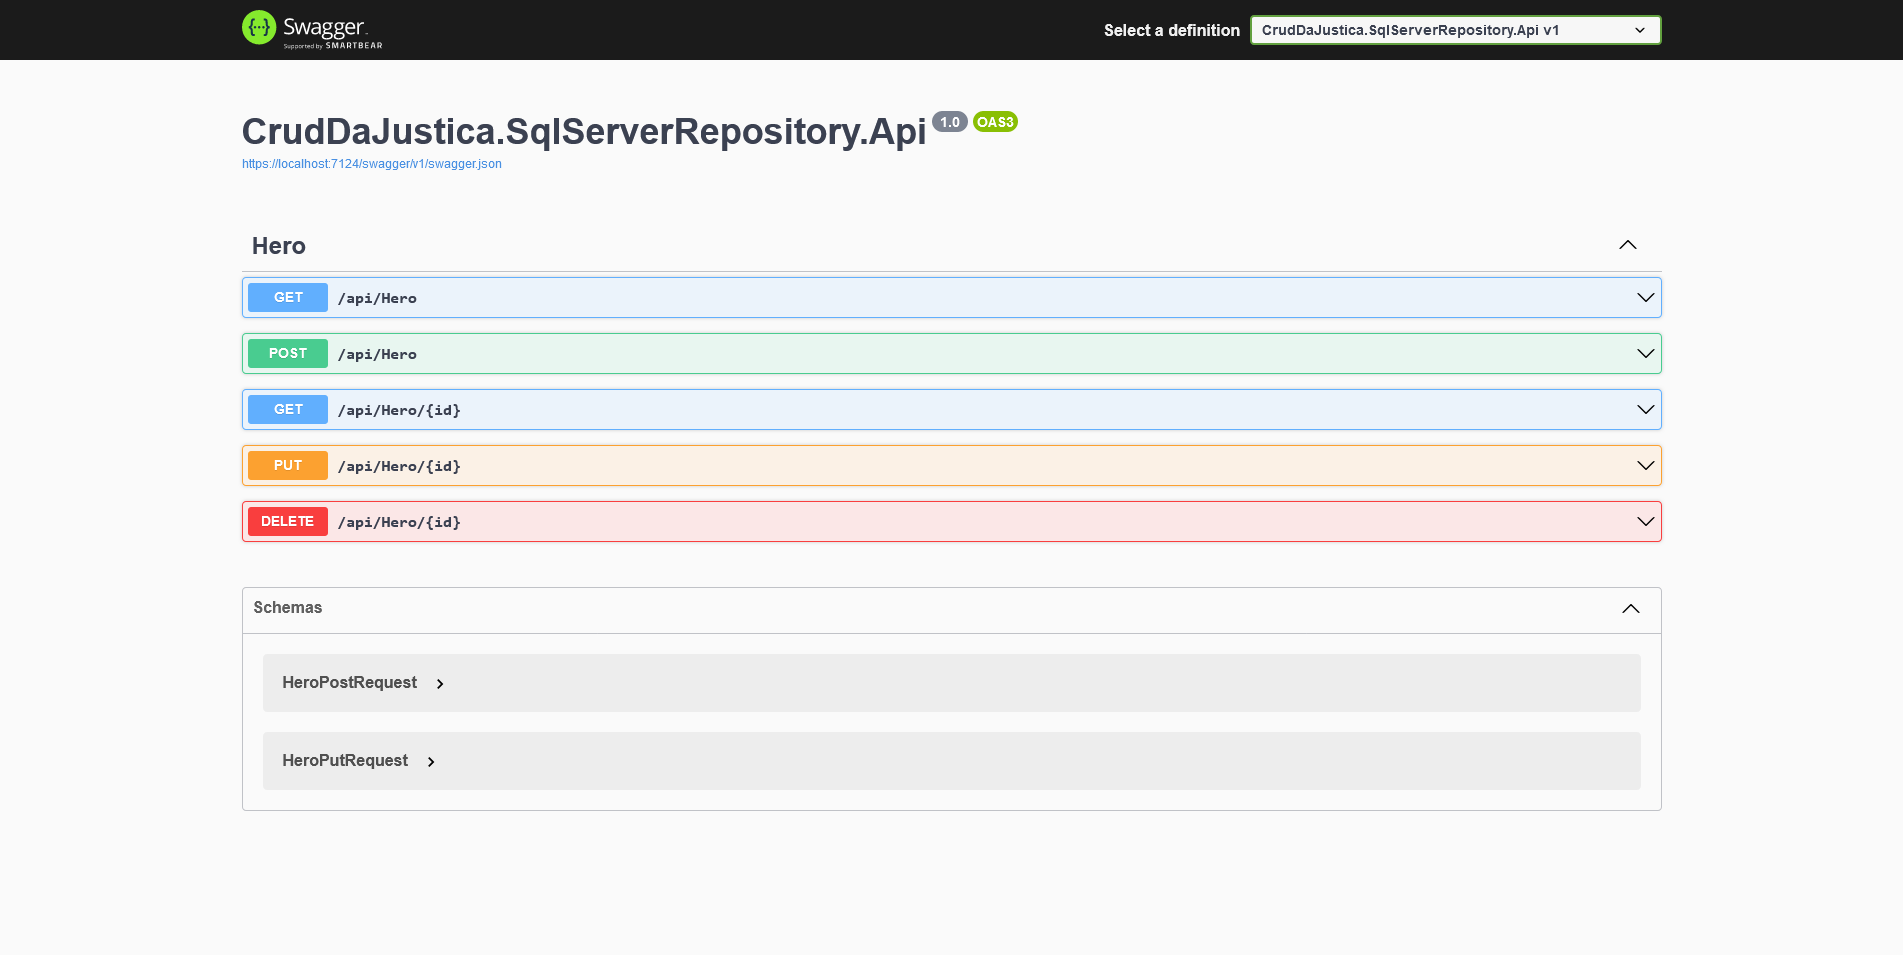 Swagger
Supported by SMARTBEAR
Select a definition
CrudDaJustica.SqlServerRepository.Api v1
CrudDaJustica.SqlServerRepository.Api 1.0 OAS3
https://localhost:7124/swagger/v1/swagger.json
Hero
GET /api/Hero
POST /api/Hero
GET /api/Hero/{id}
PUT /api/Hero/{id}
DELETE /api/Hero/{id}
Schemas
HeroPostRequest
HeroPutRequest